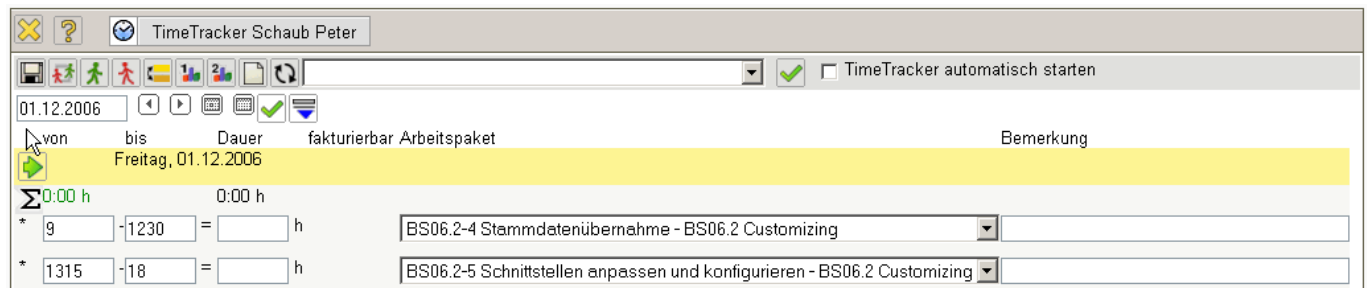 TimeTracker Schaub Peter
TimeTracker automatisch starten
01.12.2006
von bis Dauer fakturierbar Arbeitspaket Bemerkung
Freitag, 01.12.2006
Σ0:00 h 0:00 h
* 9 -1230 = h BS06.2-4 Stammdatenübernahme - BS06.2 Customizing
* 1315 -18 = h BS06.2-5 Schnittstellen anpassen und konfigurieren - BS06.2 Customizing